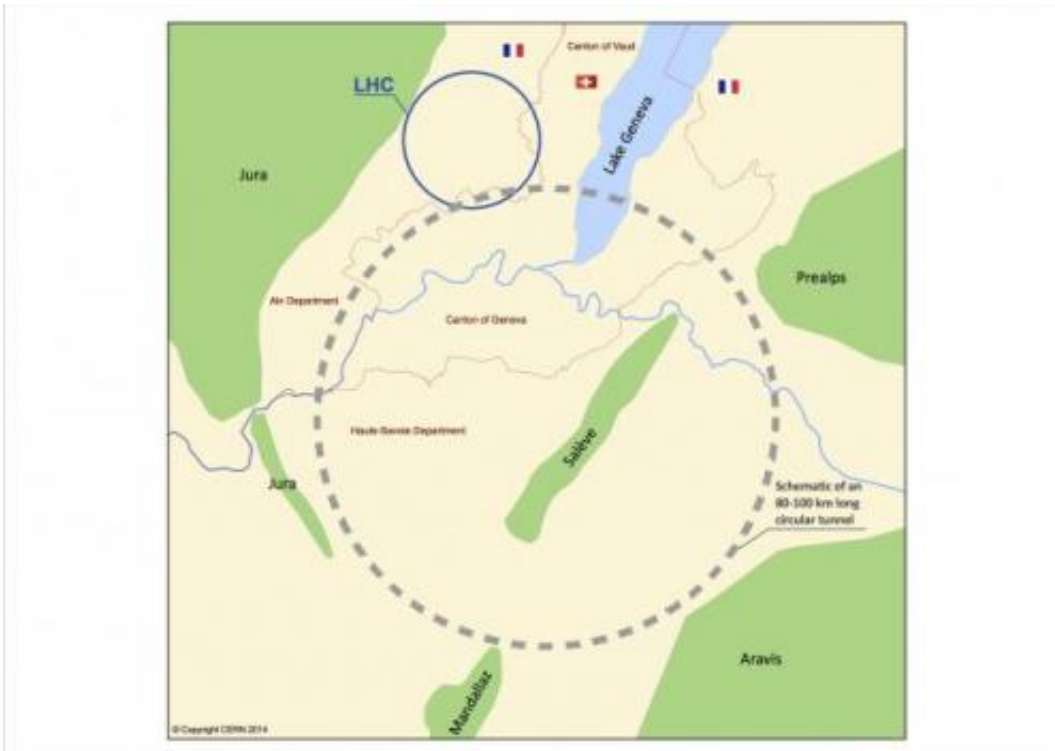 Canton of Vaud
LHC
Lake Geneva
Jura
Prealps
Ain Department
Canton of Geneva
Haute-Savoie Department
Salève
Jura
Schematic of an
80-100 km long
circular tunnel
Aravis
Mandallaz
© Copyright CERN 2014